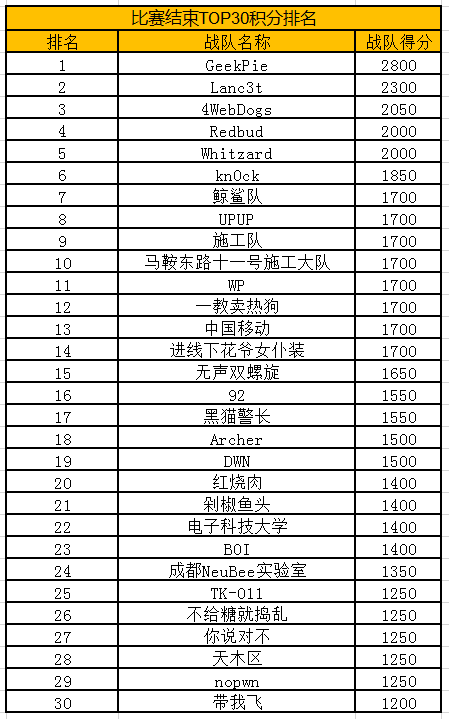 比赛结束TOP30积分排名
排名 战队名称 战队得分
1 GeekPie 2800
2 Lanc3t 2300
3 4WebDogs 2050
4 Redbud 2000
5 Whitzard 2000
6 kn0ck 1850
7 鲸鲨队 1700
8 UPUP 1700
9 施工队 1700
10 马鞍东路十一号施工大队 1700
11 WP 1700
12 一教卖热狗 1700
13 中国移动 1700
14 进线下花爷女仆装 1700
15 无声双螺旋 1650
16 92 1550
17 黑猫警长 1550
18 Archer 1500
19 DWN 1500
20 红烧肉 1400
21 剁椒鱼头 1400
22 电子科技大学 1400
23 BOI 1400
24 成都NeuBee实验室 1350
25 TK-011 1250
26 不给糖就捣乱 1250
27 你说对不 1250
28 天木区 1250
29 nopwn 1250
30 带我飞 1200